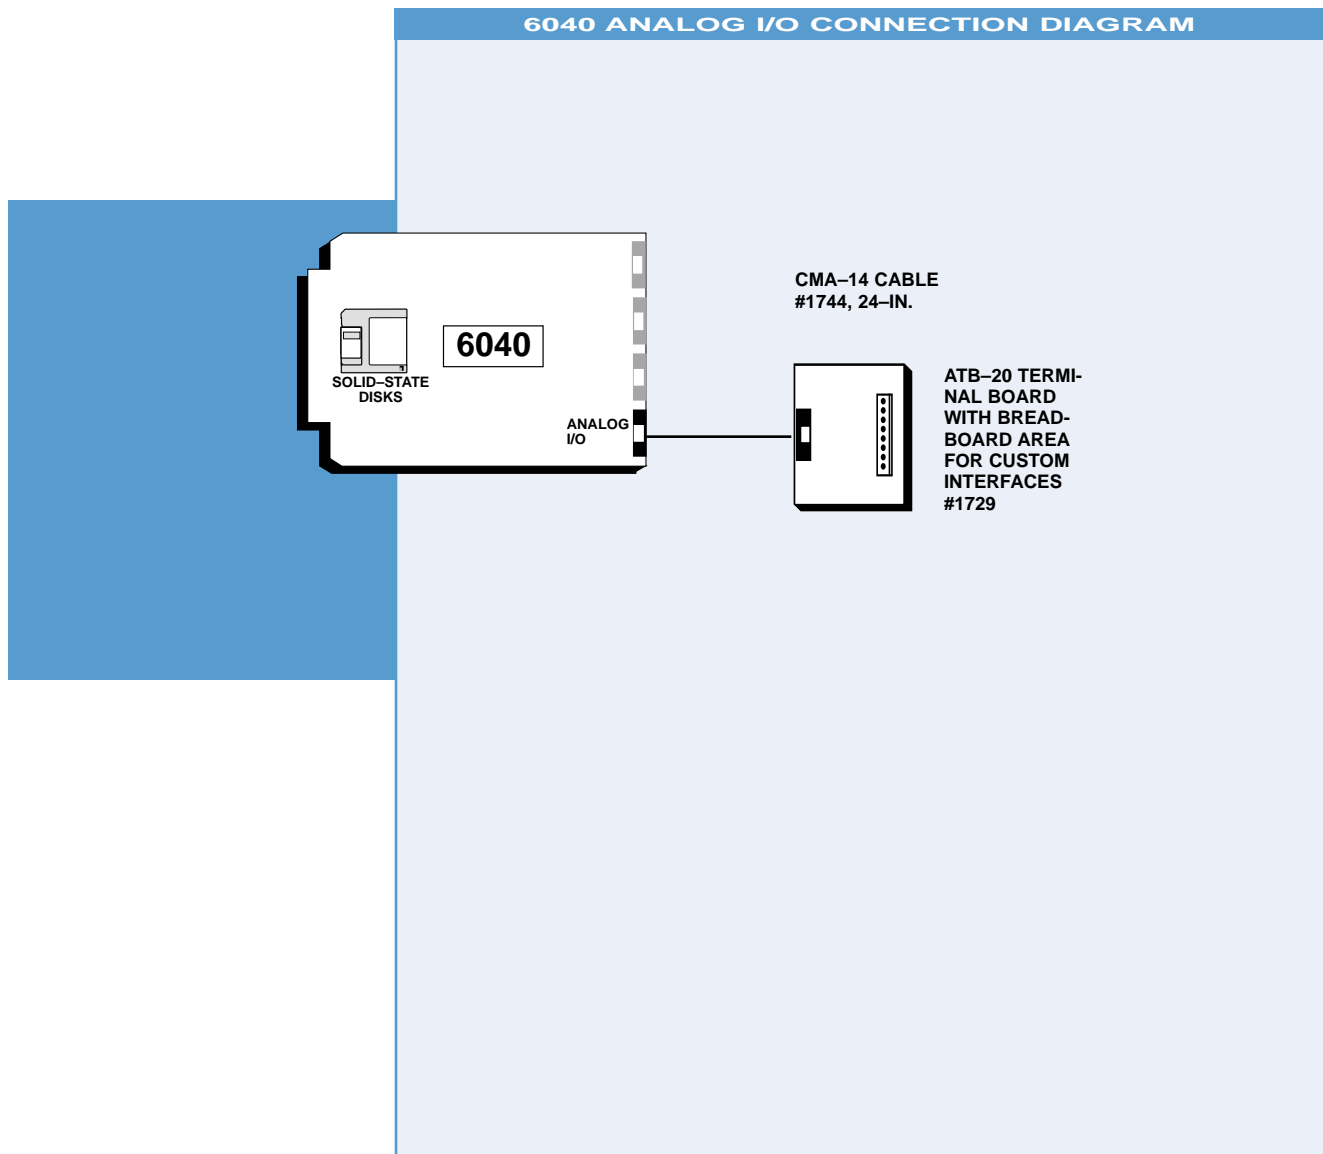 6040 ANALOG I/O CONNECTION DIAGRAM
CMA–14 CABLE
#1744, 24–IN.
6040
SOLID–STATE
DISKS
ANALOG
I/O
ATB–20 TERMI-
NAL BOARD
WITH BREAD-
BOARD AREA
FOR CUSTOM
INTERFACES
#1729